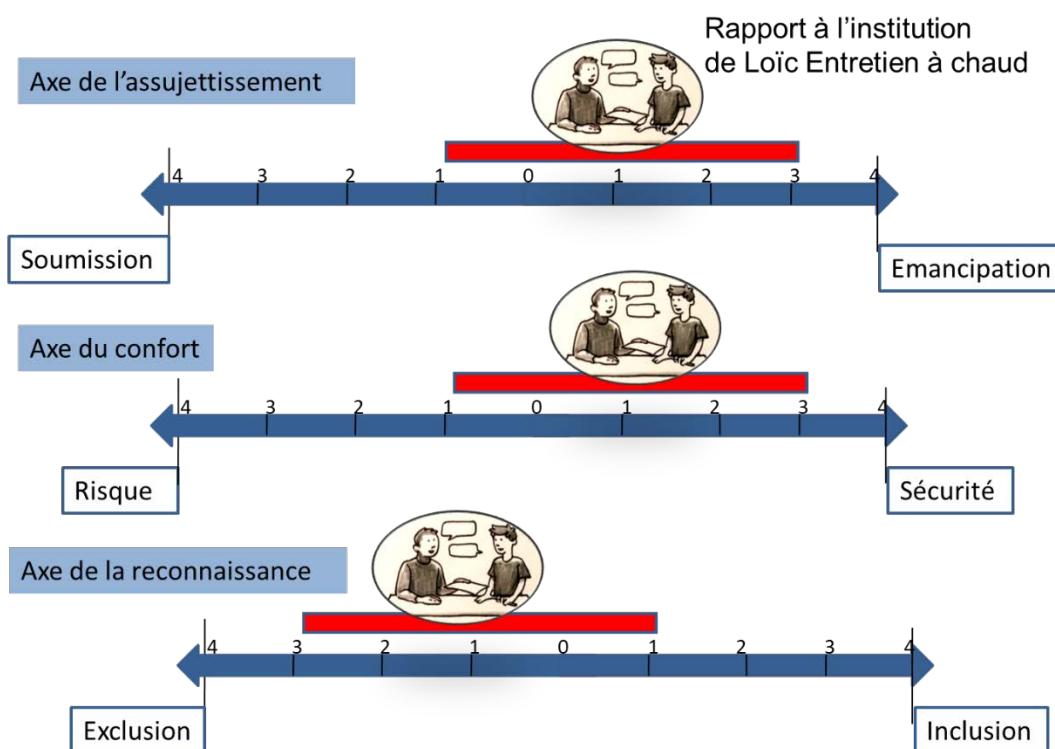 Rapport à l’institution
de Loïc Entretien à chaud
Axe de l’assujettissement
4 3 2 1 0 1 2 3 4
Soumission
Emancipation
Axe du confort
4 3 2 1 0 1 2 3 4
Risque
Sécurité
Axe de la reconnaissance
4 3 2 1 0 1 2 3 4
Exclusion
Inclusion